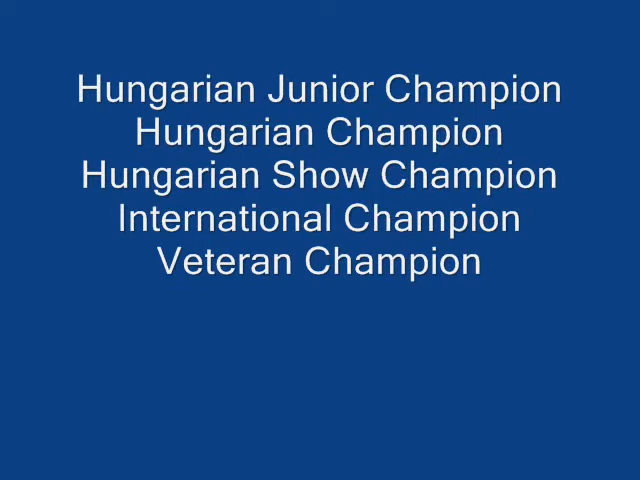 Hungarian Junior Champion
Hungarian Champion
Hungarian Show Champion
International Champion
Veteran Champion